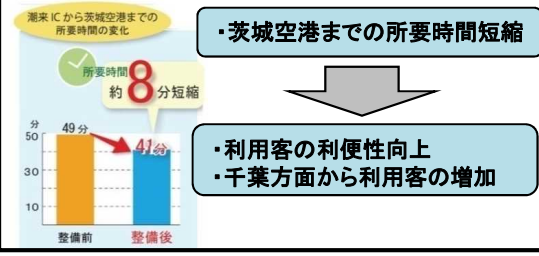 潮来ICから茨城空港までの
所要時間の変化
所要時間
約8分短縮
分
50
30
10
49分
41分
整備前
整備後
・茨城空港までの所要時間短縮
・利用客の利便性向上
・千葉方面から利用客の増加